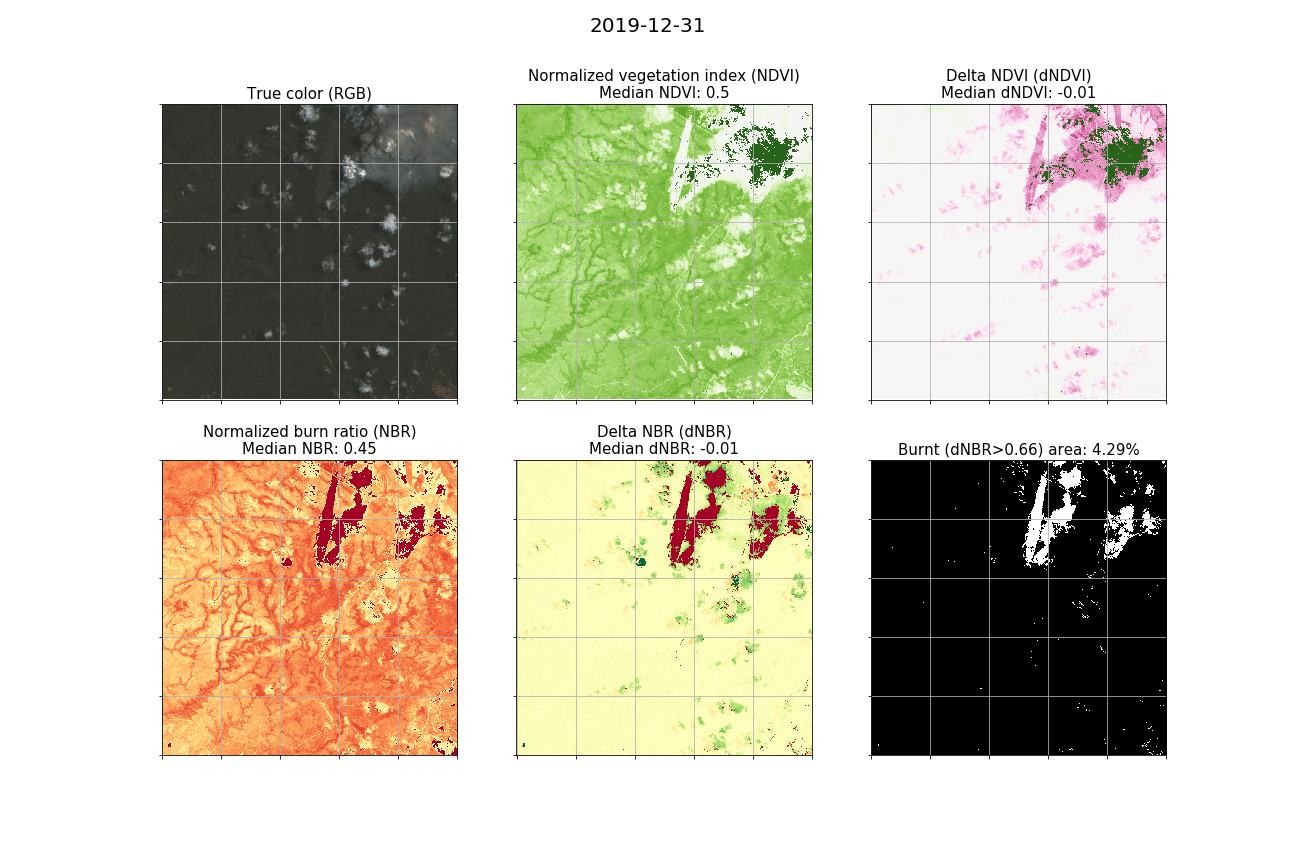 2019-12-31
True color (RGB)
Normalized vegetation index (NDVI)
Median NDVI: 0.5
Delta NDVI (dNDVI)
Median dNDVI: -0.01
Normalized burn ratio (NBR)
Median NBR: 0.45
Delta NBR (dNBR)
Median dNBR: -0.01
Burnt (dNBR>0.66) area: 4.29%